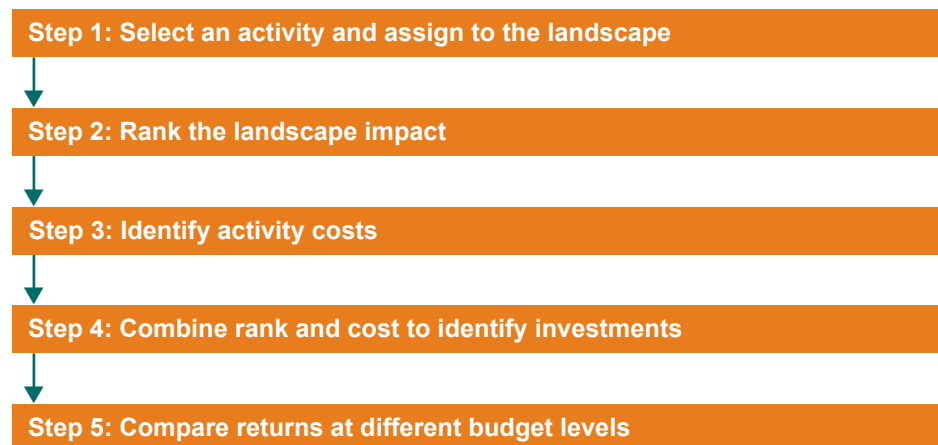 Step 1: Select an activity and assign to the landscape
Step 2: Rank the landscape impact
Step 3: Identify activity costs
Step 4: Combine rank and cost to identify investments
Step 5: Compare returns at different budget levels